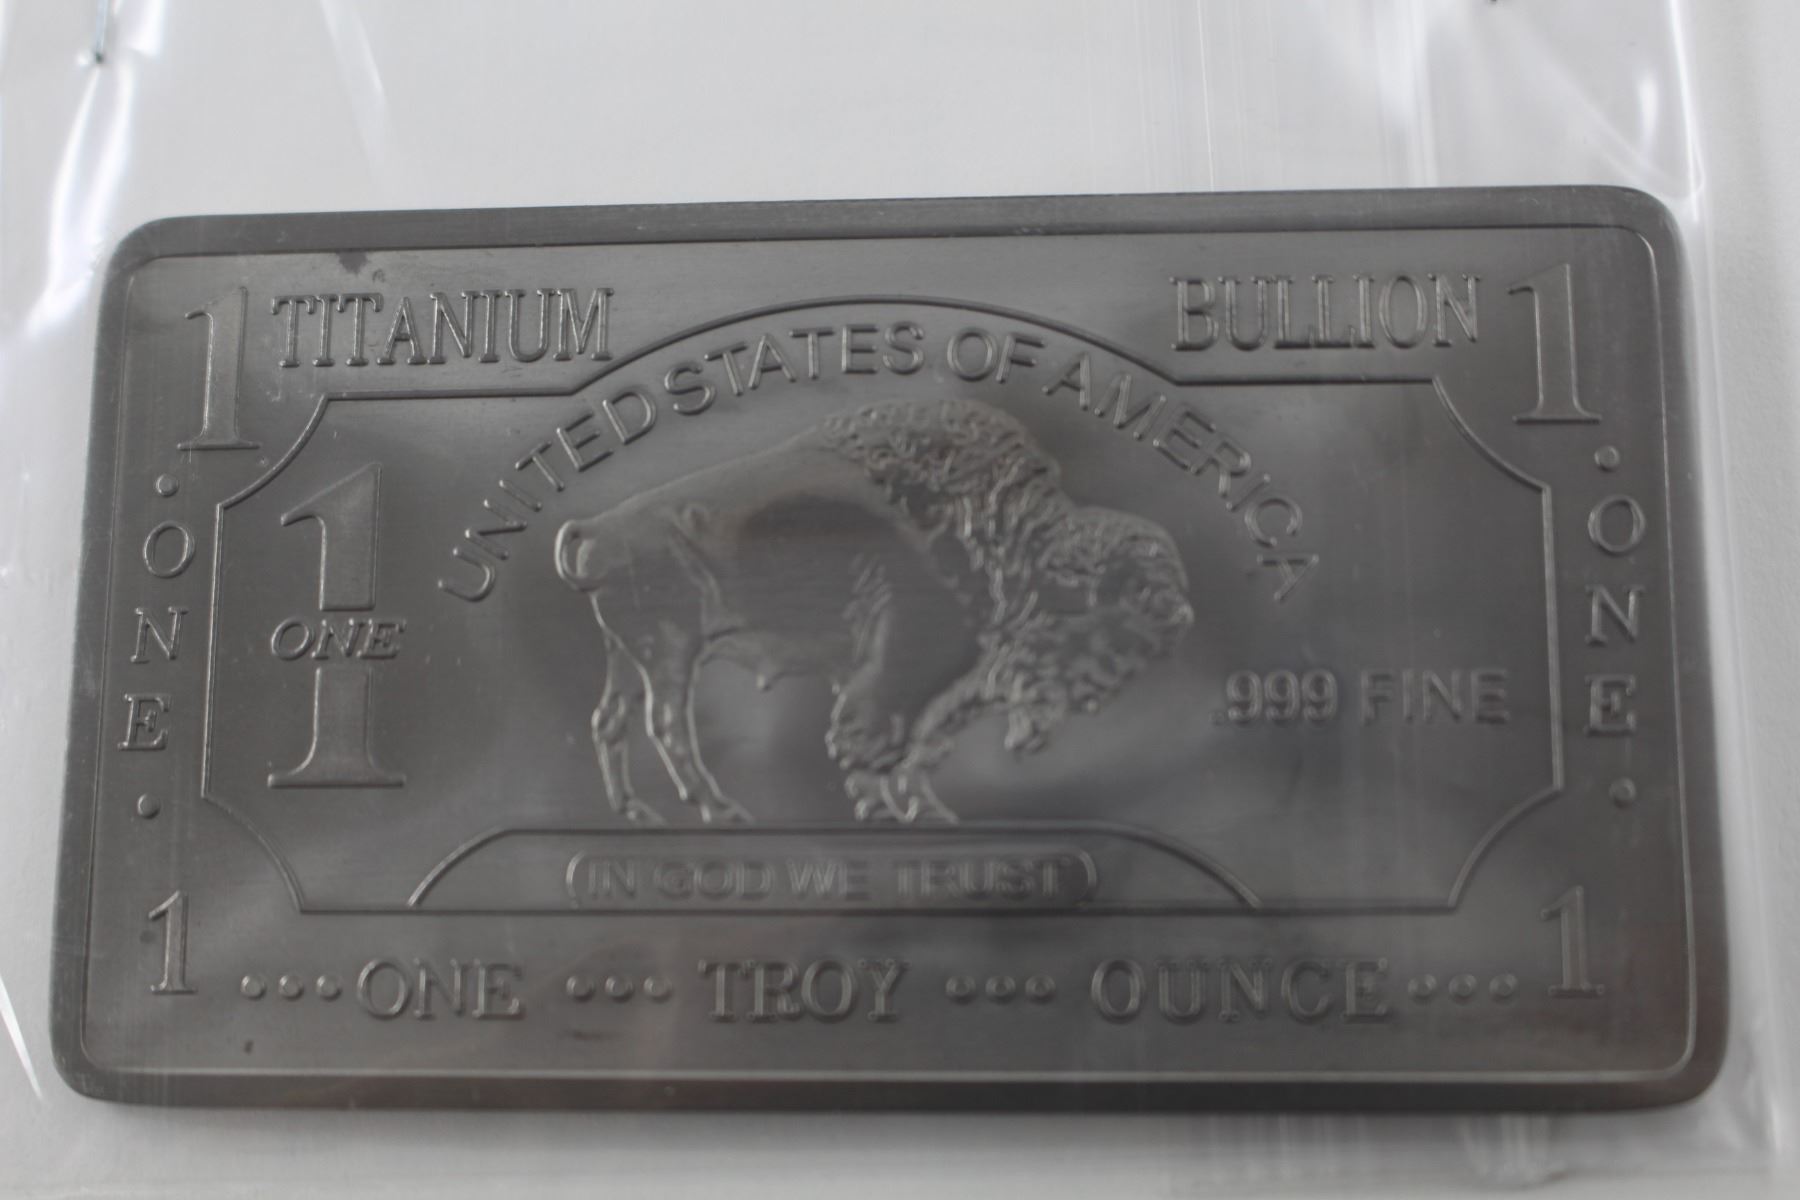 1 TITANIUM BULLION 1
UNITED STATES OF AMERICA
· ONE ·
1
ONE
1
.999 FINE
· ONE ·
IN GOD WE TRUST
1 ···ONE ··· TROY ··· OUNCE··· 1